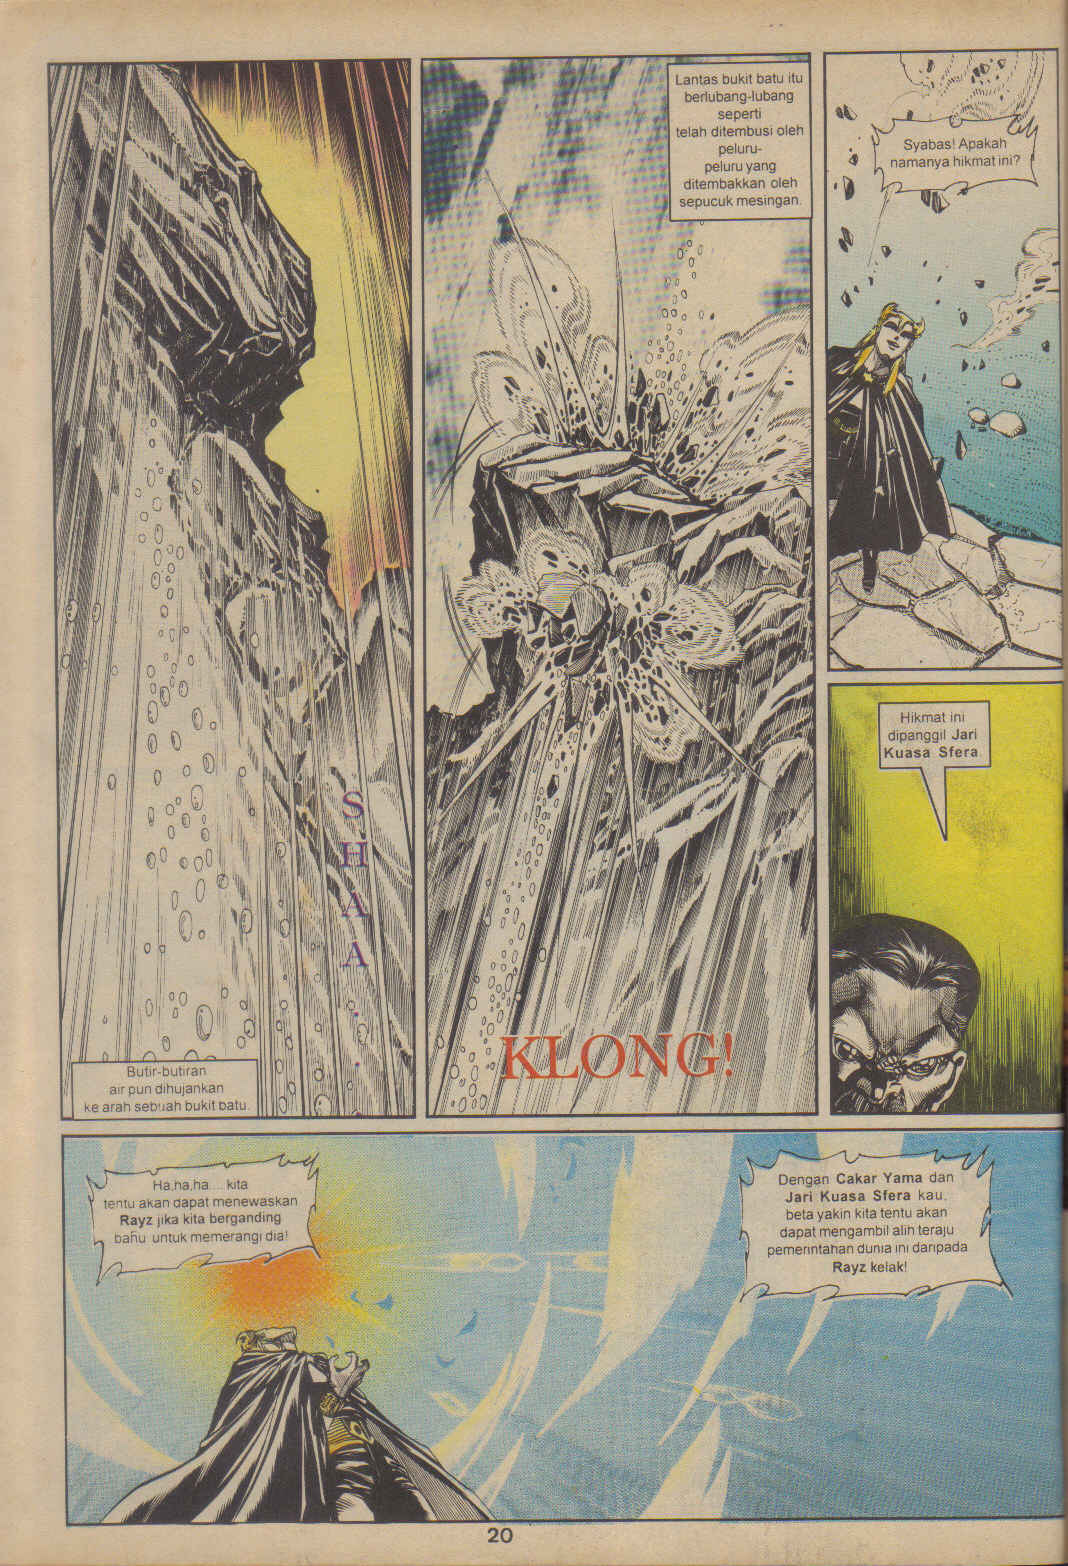 S
H
A
A
.
.
.
Butir-butiran
air pun dihujankan
ke arah sebuah bukit batu.
Lantas bukit batu itu
berlubang-lubang
seperti
telah ditembusi oleh
peluru-
peluru yang
ditembakkan oleh
sepucuk mesingan.
KLONG!
Syabas! Apakah
namanya hikmat ini?
Hikmat ini
dipanggil Jari
Kuasa Sfera.
Ha,ha,ha.... kita
tentu akan dapat menewaskan
Rayz jika kita berganding
bahu untuk memerangi dia!
Dengan Cakar Yama dan
Jari Kuasa Sfera kau,
beta yakin kita tentu akan
dapat mengambil alih teraju
pemerintahan dunia ini daripada
Rayz kelak!
20